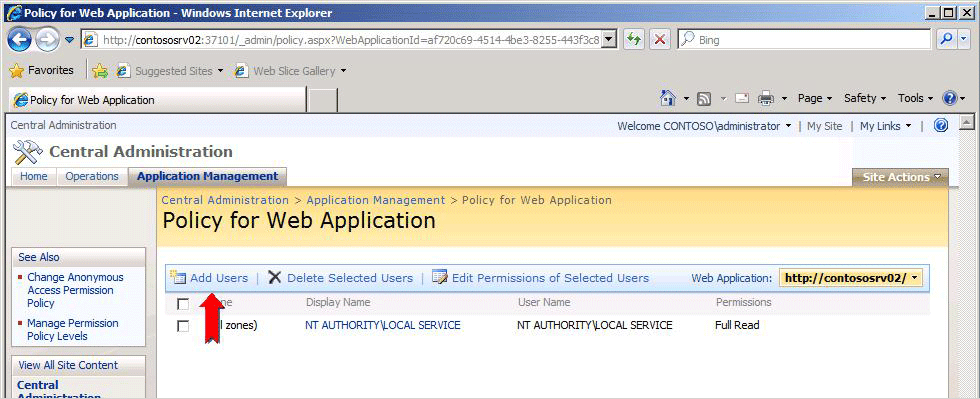 Policy for Web Application - Windows Internet Explorer
http://contososrv02:37101/_admin/policy.aspx?WebApplicationId=af720c69-4514-4be3-8255-443f3c8
Bing
Favorites Suggested Sites Web Slice Gallery
Policy for Web Application
Page Safety Tools
Central Administration
Welcome CONTOSO\administrator | My Site | My Links |
Central Administration
Home Operations Application Management
Site Actions
Central Administration > Application Management > Policy for Web Application
Policy for Web Application
See Also
Change Anonymous
Access Permission
Policy
Manage Permission
Policy Levels
View All Site Content
Central
Administration
Add Users | Delete Selected Users | Edit Permissions of Selected Users
Web Application: http://contososrv02/
Display Name User Name Permissions
zones) NT AUTHORITY\LOCAL SERVICE NT AUTHORITY\LOCAL SERVICE Full Read